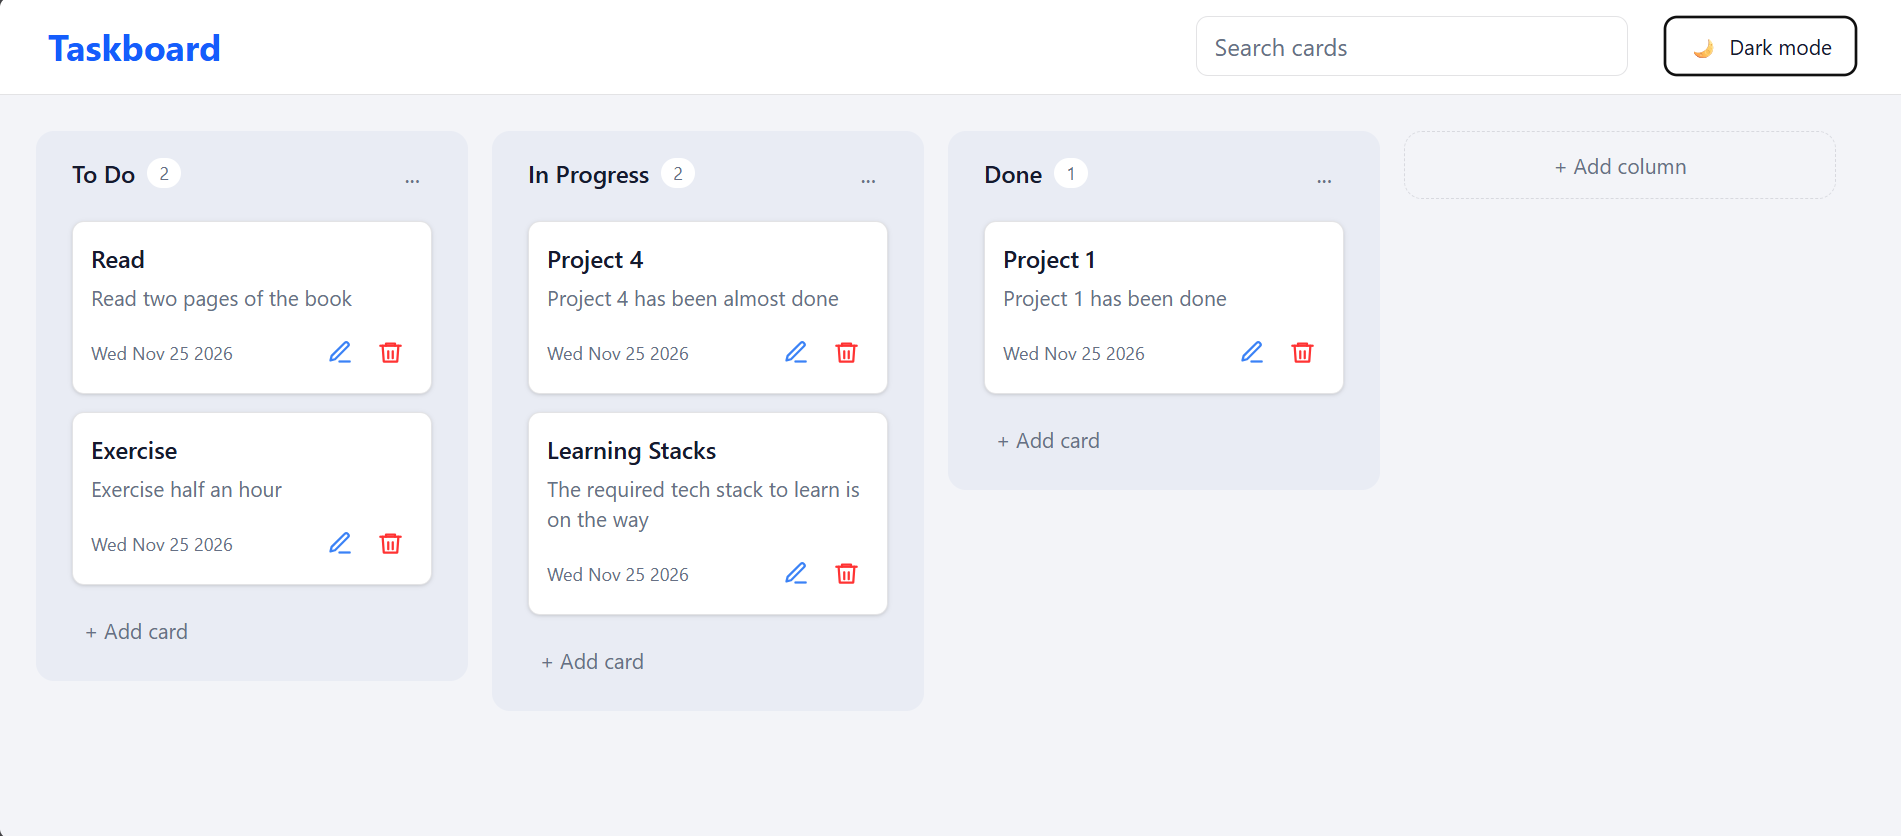 Taskboard
Search cards
🌙 Dark mode
To Do 2 ...
Read
Read two pages of the book
Wed Nov 25 2026
Exercise
Exercise half an hour
Wed Nov 25 2026
+ Add card
In Progress 2 ...
Project 4
Project 4 has been almost done
Wed Nov 25 2026
Learning Stacks
The required tech stack to learn is
on the way
Wed Nov 25 2026
+ Add card
Done 1 ...
Project 1
Project 1 has been done
Wed Nov 25 2026
+ Add card
+ Add column